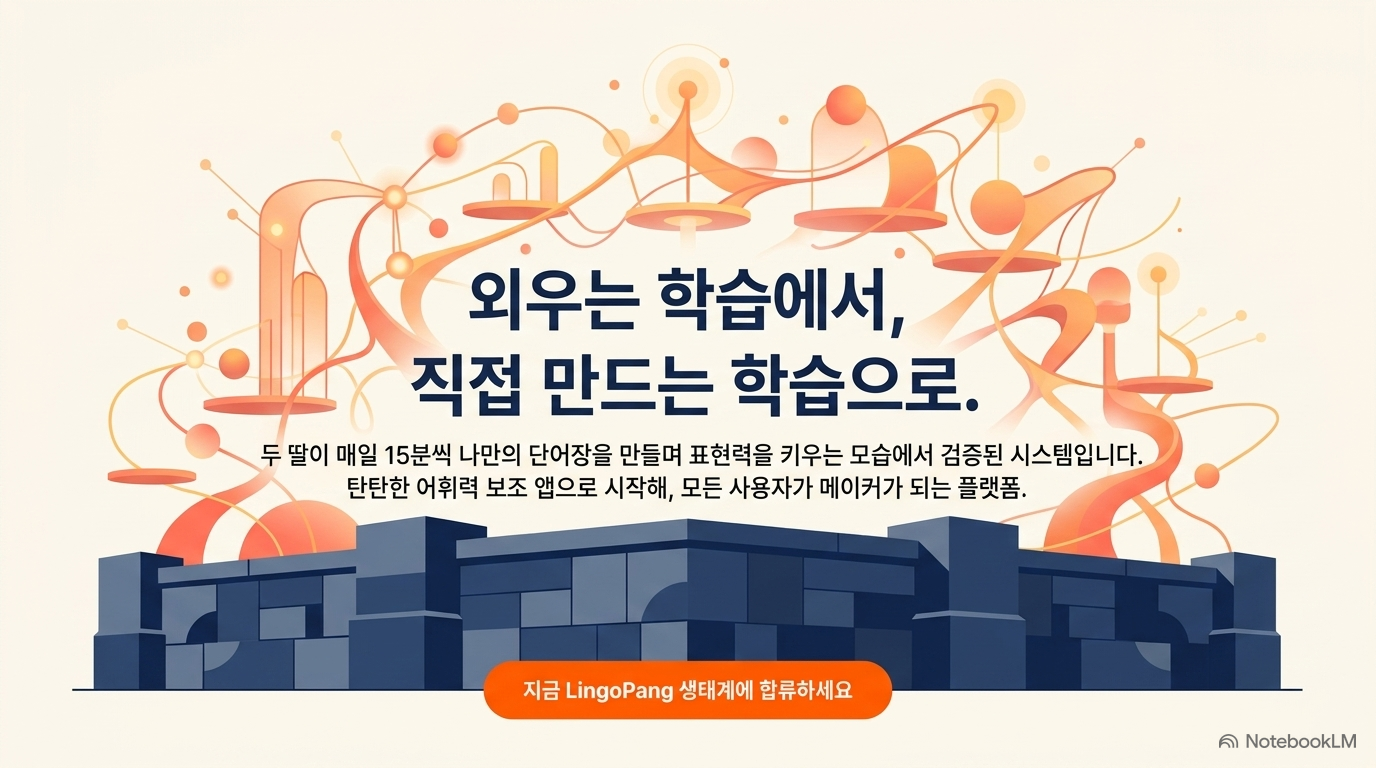 외우는 학습에서,
직접 만드는 학습으로.
두 딸이 매일 15분씩 나만의 단어장을 만들며 표현력을 키우는 모습에서 검증된 시스템입니다.
탄탄한 어휘력 보조 앱으로 시작해, 모든 사용자가 메이커가 되는 플랫폼.
지금 LingoPang 생태계에 합류하세요
NotebookLM